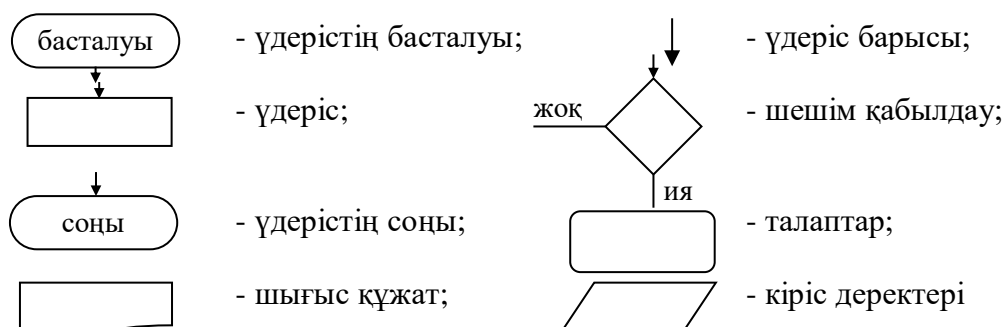 басталуы - үдерістің басталуы; - үдеріс барысы;
- үдеріс; жоқ - шешім қабылдау;
ия
соңы - үдерістің соңы; - талаптар;
- шығыс құжат; - кіріс деректері